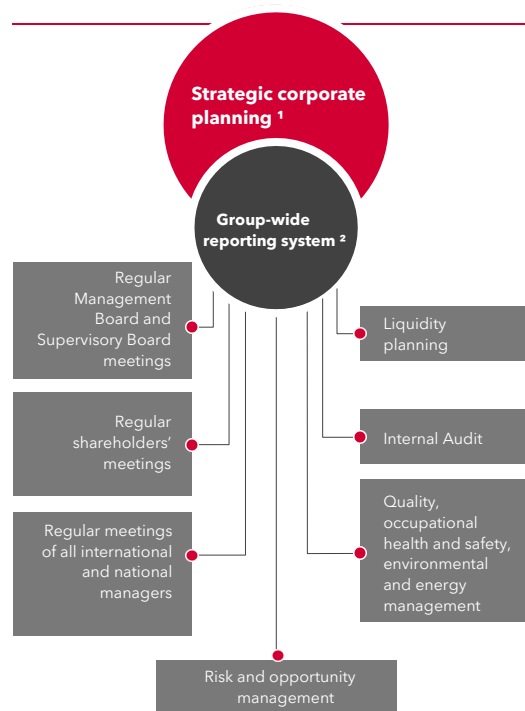 Strategic corporate
planning ¹
Group-wide
reporting system ²
Regular
Management
Board and
Supervisory Board
meetings
Regular
shareholders’
meetings
Regular meetings
of all international
and national
managers
Liquidity
planning
Internal Audit
Quality,
occupational
health and safety,
environmental
and energy
management
Risk and opportunity
management